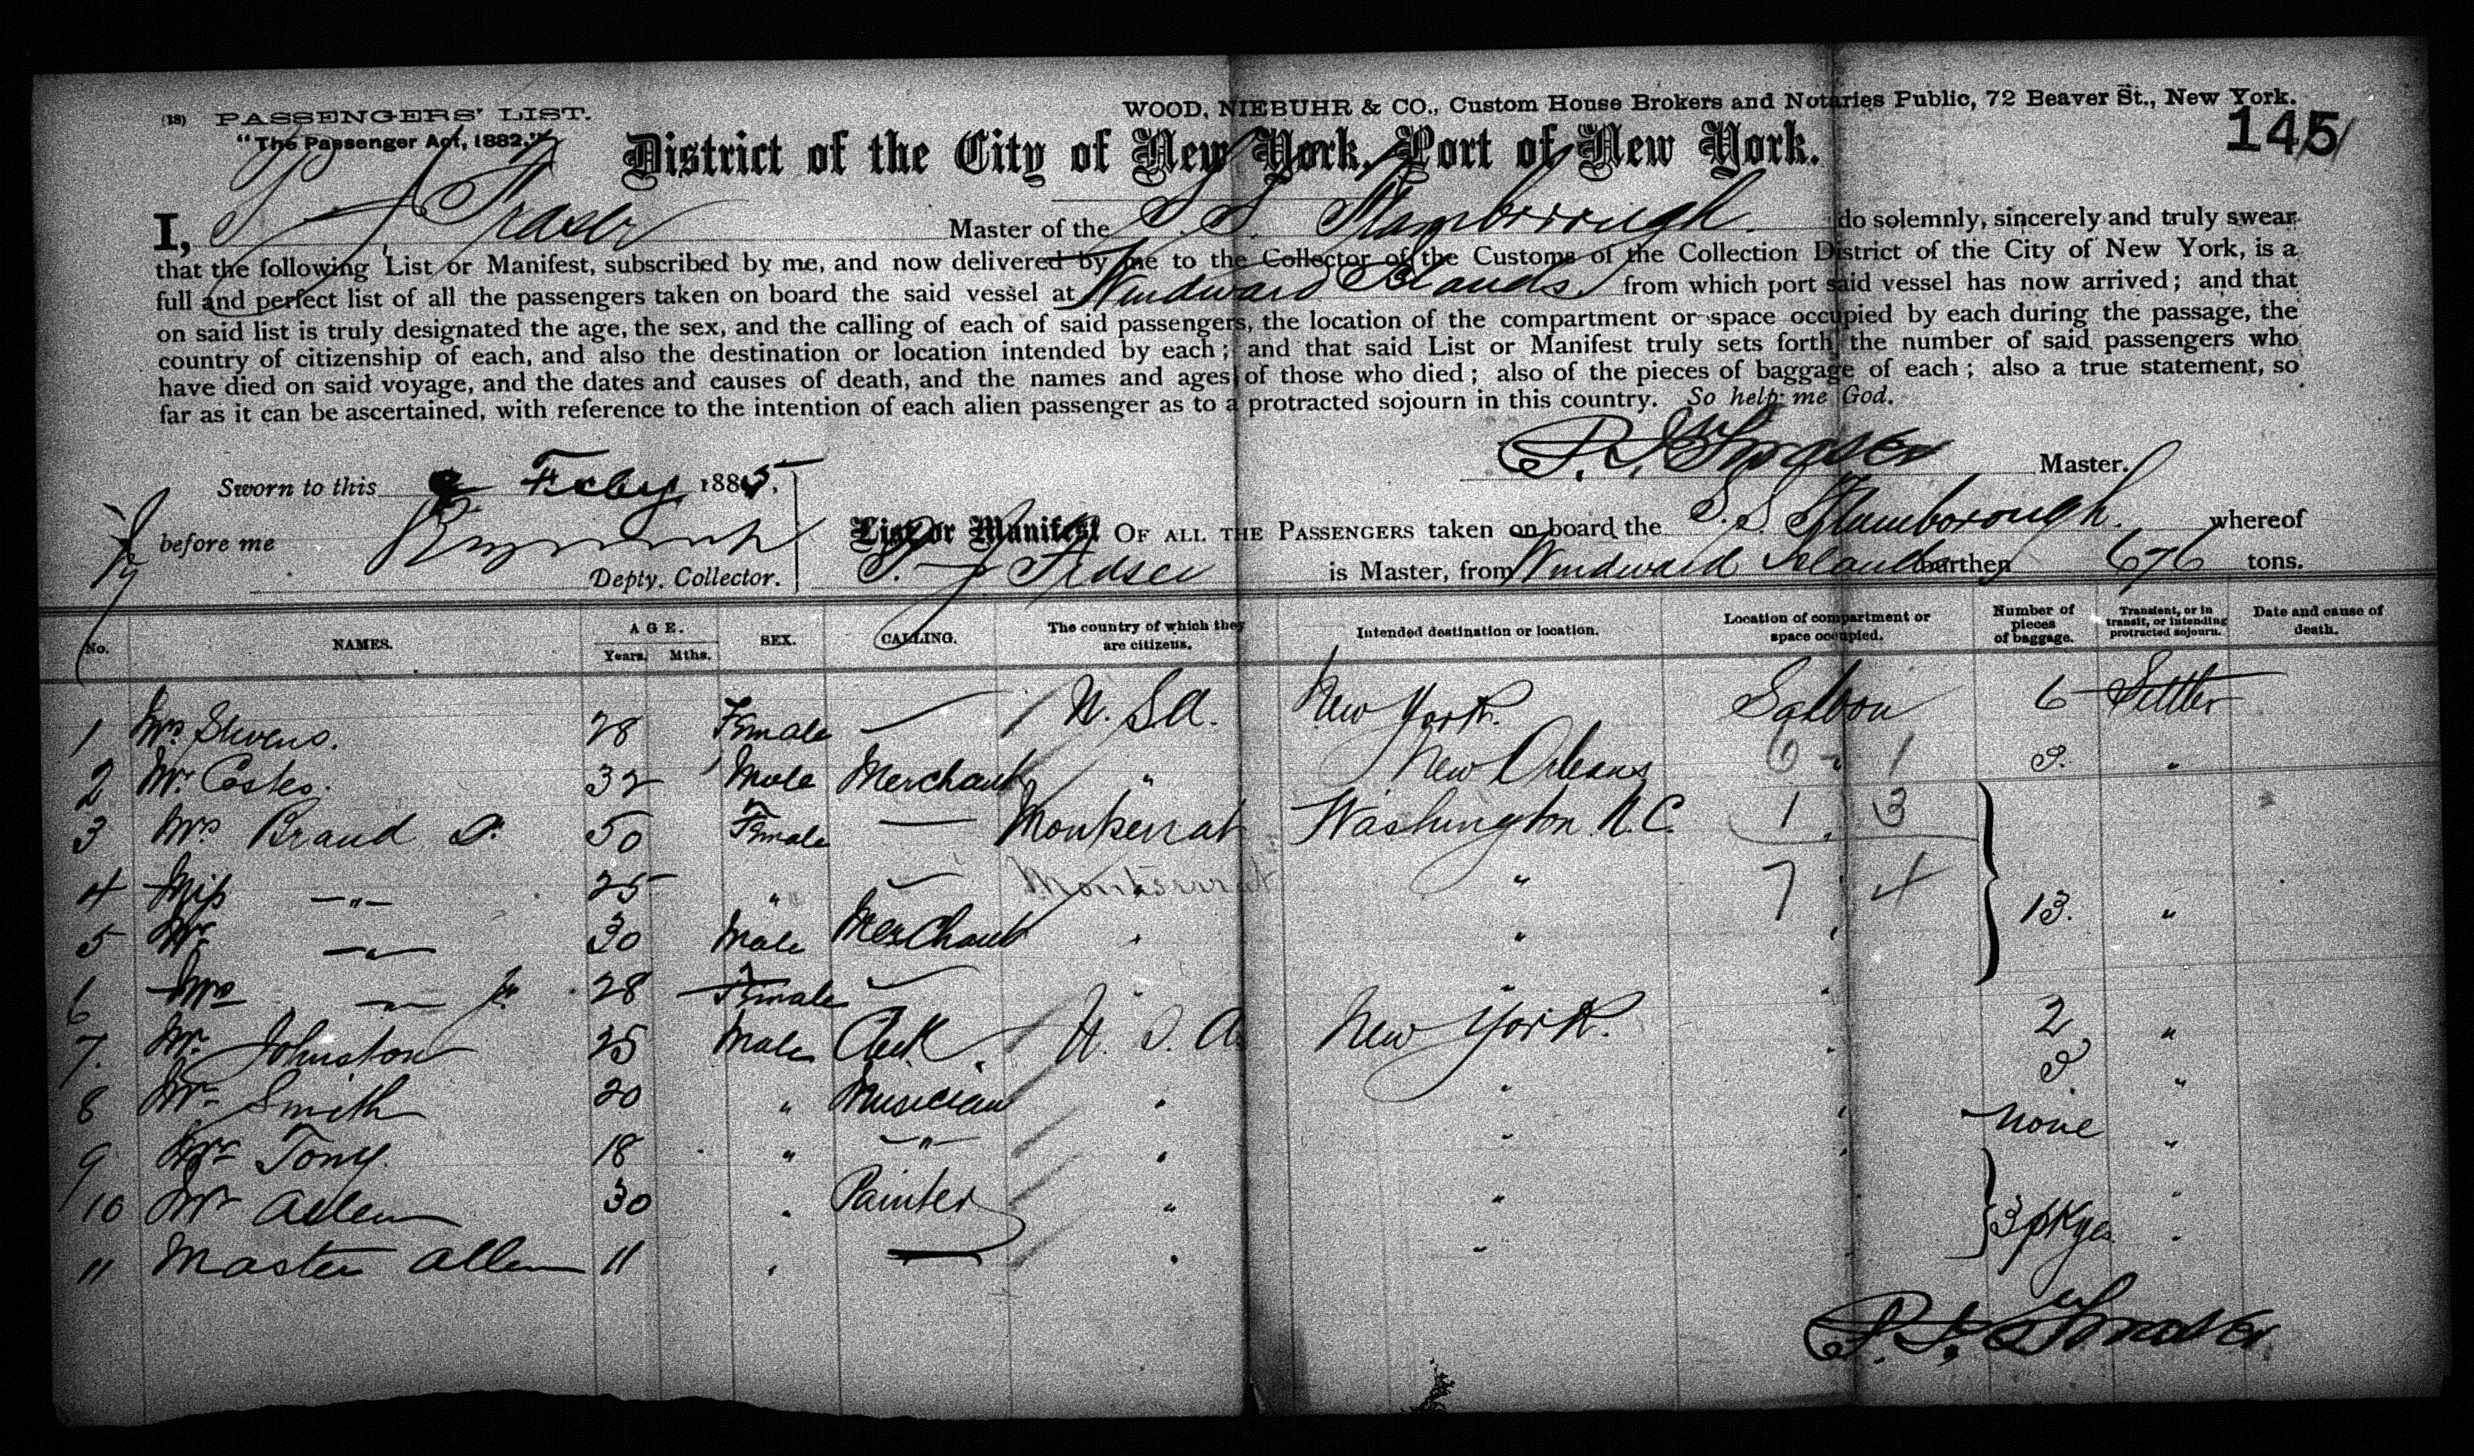 (18) PASSENGERS' LIST. WOOD, NIEBUHR & CO., Custom House Brokers and Notaries Public, 72 Beaver St., New York.
"The Passenger Act, 1882."
145
District of the City of New York, Port of New York.
I, P. J. Fraser Master of the S. S. Flamborough do solemnly, sincerely and truly swear
that the following List or Manifest, subscribed by me, and now delivered by me to the Collector of the Customs of the Collection District of the City of New York, is a
full and perfect list of all the passengers taken on board the said vessel at Windward Islands from which port said vessel has now arrived; and that
on said list is truly designated the age, the sex, and the calling of each of said passengers, the location of the compartment or space occupied by each during the passage, the
country of citizenship of each, and also the destination or location intended by each; and that said List or Manifest truly sets forth the number of said passengers who
have died on said voyage, and the dates and causes of death, and the names and ages of those who died; also of the pieces of baggage of each; also a true statement, so
far as it can be ascertained, with reference to the intention of each alien passenger as to a protracted sojourn in this country. So help me God.
P. J. Fraser Master.
Sworn to this 9 Feby 1885,
before me
Depty. Collector.
List or Manifest OF ALL THE PASSENGERS taken on board the S. S. Flamborough. whereof
P. J. Fraser is Master, from Windward Islands burthen 676 tons.
No. NAMES. AGE. Years. Mths. SEX. CALLING. The country of which they are citizens. Intended destination or location. Location of compartment or space occupied. Number of pieces of baggage. Transient, or in transit, or intending protracted sojourn. Date and cause of death.
1 Mrs Stevens. 28 Female — U. S. A. New York. Saloon 6 Settler
2 Mr. Costes. 32 Male Merchant " New Orleans " 6 1 "
3 Mrs Braud Sr. 50 Female — Montserrat Washington N.C. 1 " 3
4 Miss —"— 25 " — Montserrat " 7 " 4 13. "
5 Mr. —"— 30 Male Merchant " " "
6 Mrs —"— Jr. 28 Female — " " "
7. Mr. Johnston 25 Male Clerk. U. S. A. New York. " 2 "
8 Mr. Smith 20 " Musician " " " "
9 Mr. Tony. 18 " —"— " " " None "
10 Mr Allen 30 " Painter " " " 3 pkges "
11 Master Allen 11 " — " " " "
P. J. Fraser